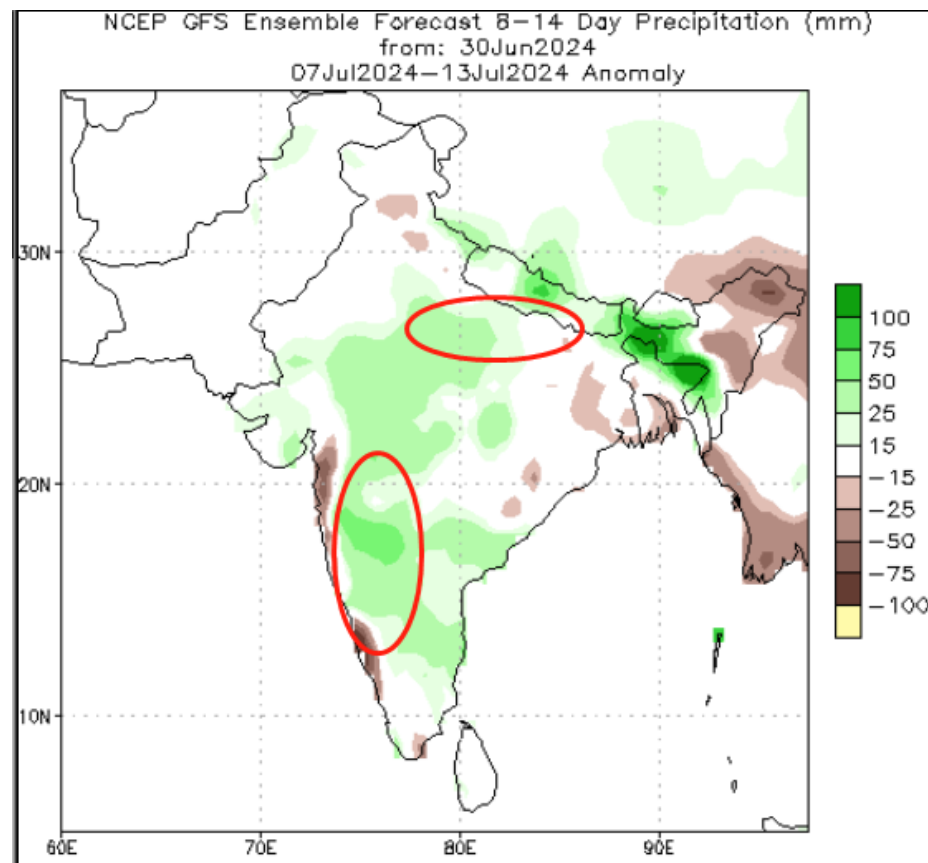 NCEP GFS Ensemble Forecast 8-14 Day Precipitation (mm)
from: 30Jun2024
07Jul2024-13Jul2024 Anomaly
30N
20N
10N
60E
70E
80E
90E
100
75
50
25
15
-15
-25
-50
-75
-100